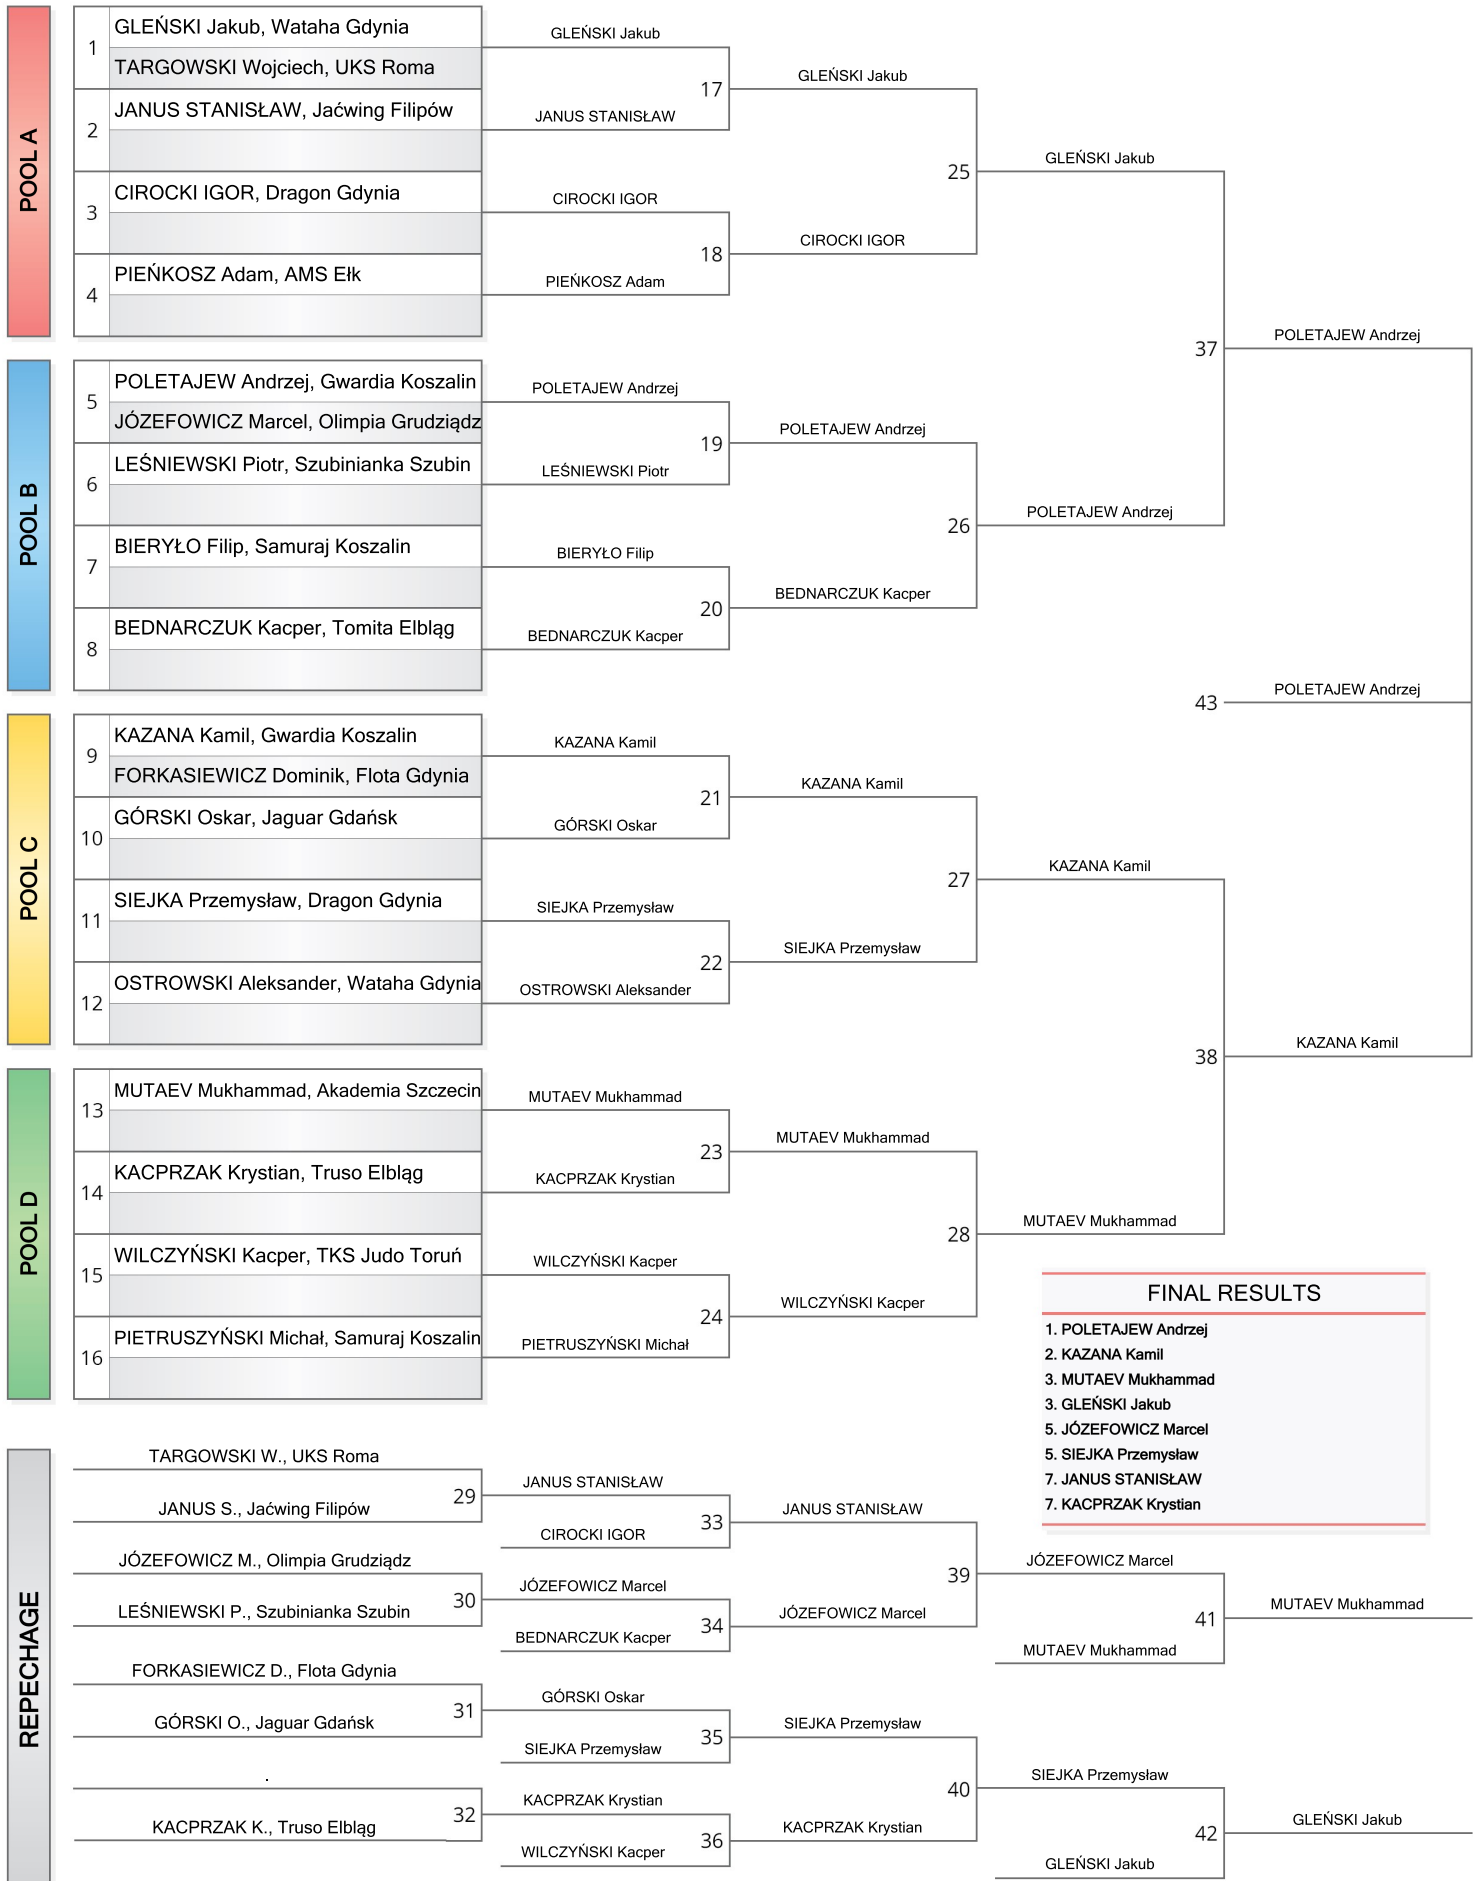 POOL A
1
GLEŃSKI Jakub, Wataha Gdynia
TARGOWSKI Wojciech, UKS Roma
2
JANUS STANISŁAW, Jaćwing Filipów
3
CIROCKI IGOR, Dragon Gdynia
4
PIEŃKOSZ Adam, AMS Ełk
GLEŃSKI Jakub
17
JANUS STANISŁAW
CIROCKI IGOR
18
PIEŃKOSZ Adam
GLEŃSKI Jakub
25
CIROCKI IGOR
GLEŃSKI Jakub
POOL B
5
POLETAJEW Andrzej, Gwardia Koszalin
JÓZEFOWICZ Marcel, Olimpia Grudziądz
6
LEŚNIEWSKI Piotr, Szubinianka Szubin
7
BIERYŁO Filip, Samuraj Koszalin
8
BEDNARCZUK Kacper, Tomita Elbląg
POLETAJEW Andrzej
19
LEŚNIEWSKI Piotr
BIERYŁO Filip
20
BEDNARCZUK Kacper
POLETAJEW Andrzej
26
BEDNARCZUK Kacper
POLETAJEW Andrzej
37
POLETAJEW Andrzej
43
POLETAJEW Andrzej
POOL C
9
KAZANA Kamil, Gwardia Koszalin
FORKASIEWICZ Dominik, Flota Gdynia
10
GÓRSKI Oskar, Jaguar Gdańsk
11
SIEJKA Przemysław, Dragon Gdynia
12
OSTROWSKI Aleksander, Wataha Gdynia
KAZANA Kamil
21
GÓRSKI Oskar
SIEJKA Przemysław
22
OSTROWSKI Aleksander
KAZANA Kamil
27
SIEJKA Przemysław
KAZANA Kamil
POOL D
13
MUTAEV Mukhammad, Akademia Szczecin
14
KACPRZAK Krystian, Truso Elbląg
15
WILCZYŃSKI Kacper, TKS Judo Toruń
16
PIETRUSZYŃSKI Michał, Samuraj Koszalin
MUTAEV Mukhammad
23
KACPRZAK Krystian
WILCZYŃSKI Kacper
24
PIETRUSZYŃSKI Michał
MUTAEV Mukhammad
28
WILCZYŃSKI Kacper
MUTAEV Mukhammad
38
KAZANA Kamil
FINAL RESULTS
1. POLETAJEW Andrzej
2. KAZANA Kamil
3. MUTAEV Mukhammad
3. GLEŃSKI Jakub
5. JÓZEFOWICZ Marcel
5. SIEJKA Przemysław
7. JANUS STANISŁAW
7. KACPRZAK Krystian
REPECHAGE
TARGOWSKI W., UKS Roma
29
JANUS S., Jaćwing Filipów
JÓZEFOWICZ M., Olimpia Grudziądz
30
LEŚNIEWSKI P., Szubinianka Szubin
FORKASIEWICZ D., Flota Gdynia
31
GÓRSKI O., Jaguar Gdańsk
.
32
KACPRZAK K., Truso Elbląg
JANUS STANISŁAW
33
CIROCKI IGOR
JÓZEFOWICZ Marcel
34
BEDNARCZUK Kacper
GÓRSKI Oskar
35
SIEJKA Przemysław
KACPRZAK Krystian
36
WILCZYŃSKI Kacper
JANUS STANISŁAW
39
JÓZEFOWICZ Marcel
SIEJKA Przemysław
40
KACPRZAK Krystian
JÓZEFOWICZ Marcel
41
MUTAEV Mukhammad
SIEJKA Przemysław
42
GLEŃSKI Jakub
MUTAEV Mukhammad
GLEŃSKI Jakub